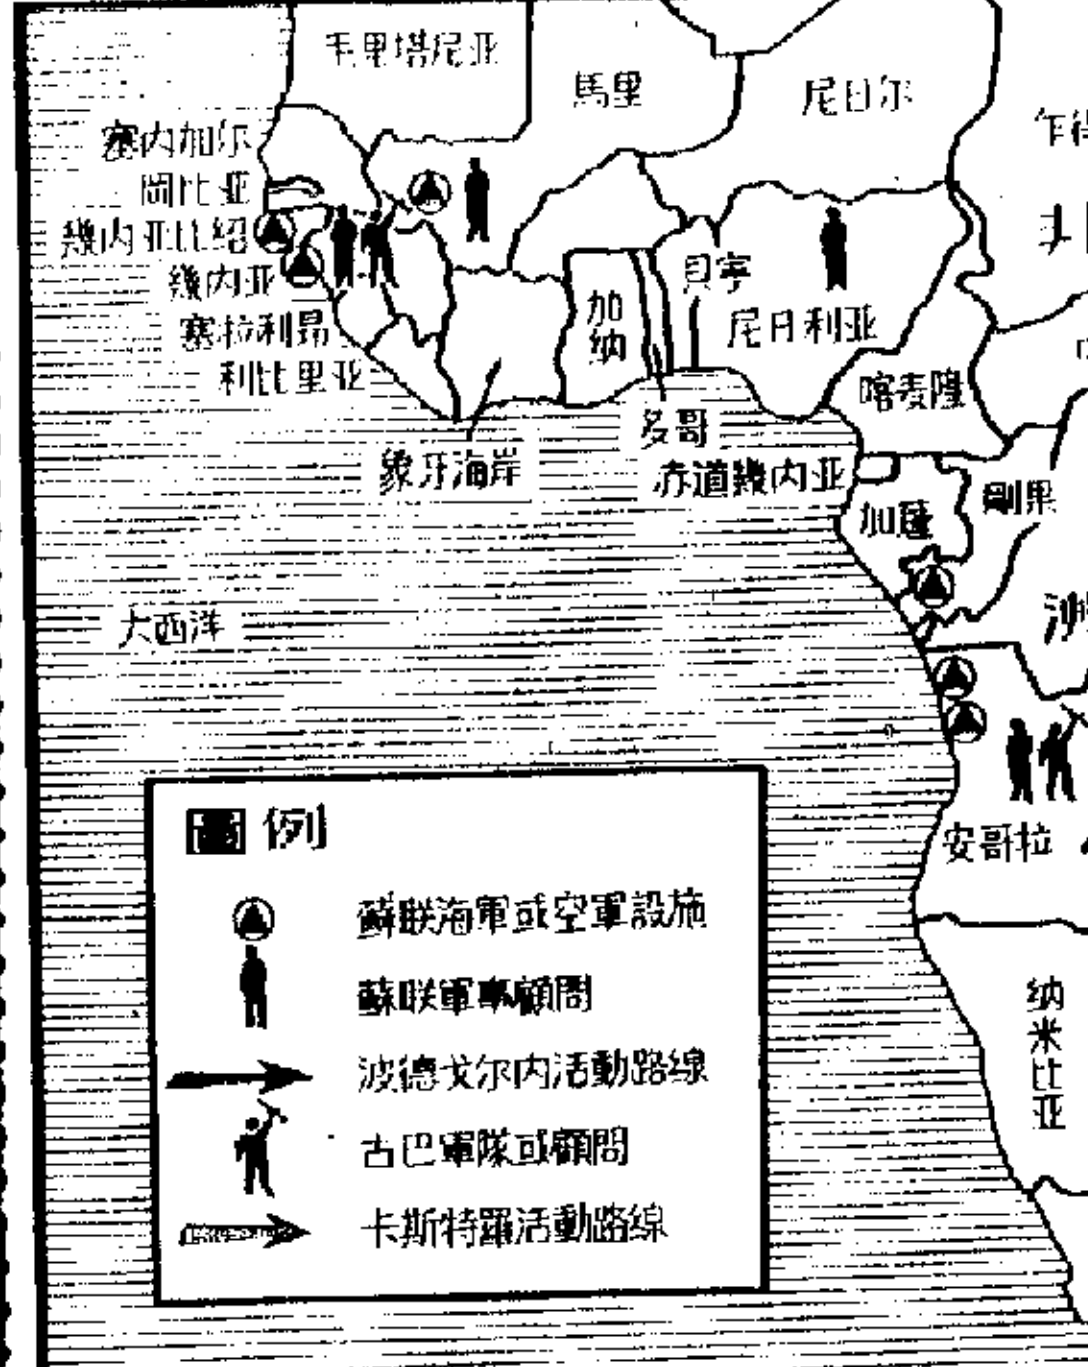 毛里塔尼亚
馬里
尼日尔
乍得
塞内加尔
岡比亚
幾内亚比紹
幾内亚
塞拉利昂
利比里亚
加纳
貝宁
尼日利亚
喀麦隆
多哥
象牙海岸
赤道幾内亚
加蓬
剛果
大西洋
安哥拉
纳米比亚
圖例
蘇联海軍或空軍設施
蘇联軍事顧問
波德戈尔内活動路線
古巴軍隊或顧問
卡斯特羅活動路線